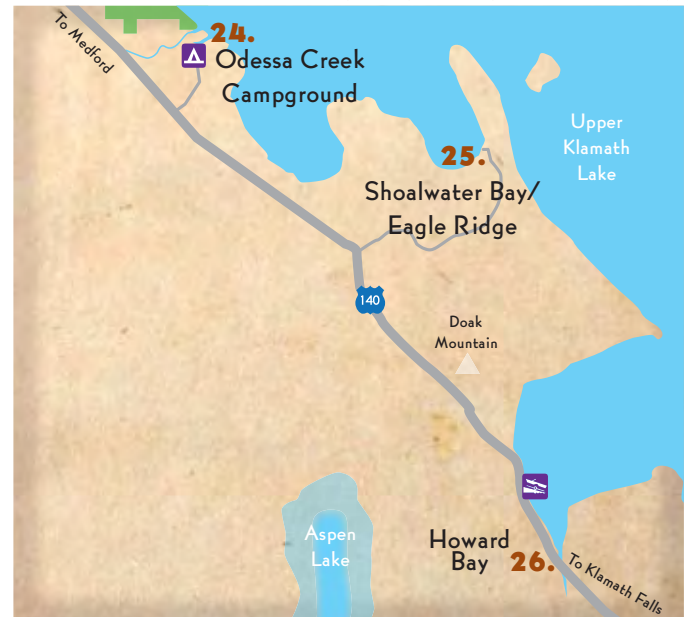 To Medford
24.
Odessa Creek
Campground
Upper
Klamath
Lake
25.
Shoalwater Bay/
Eagle Ridge
140
Doak
Mountain
Aspen
Lake
Howard
Bay
26.
To Klamath Falls